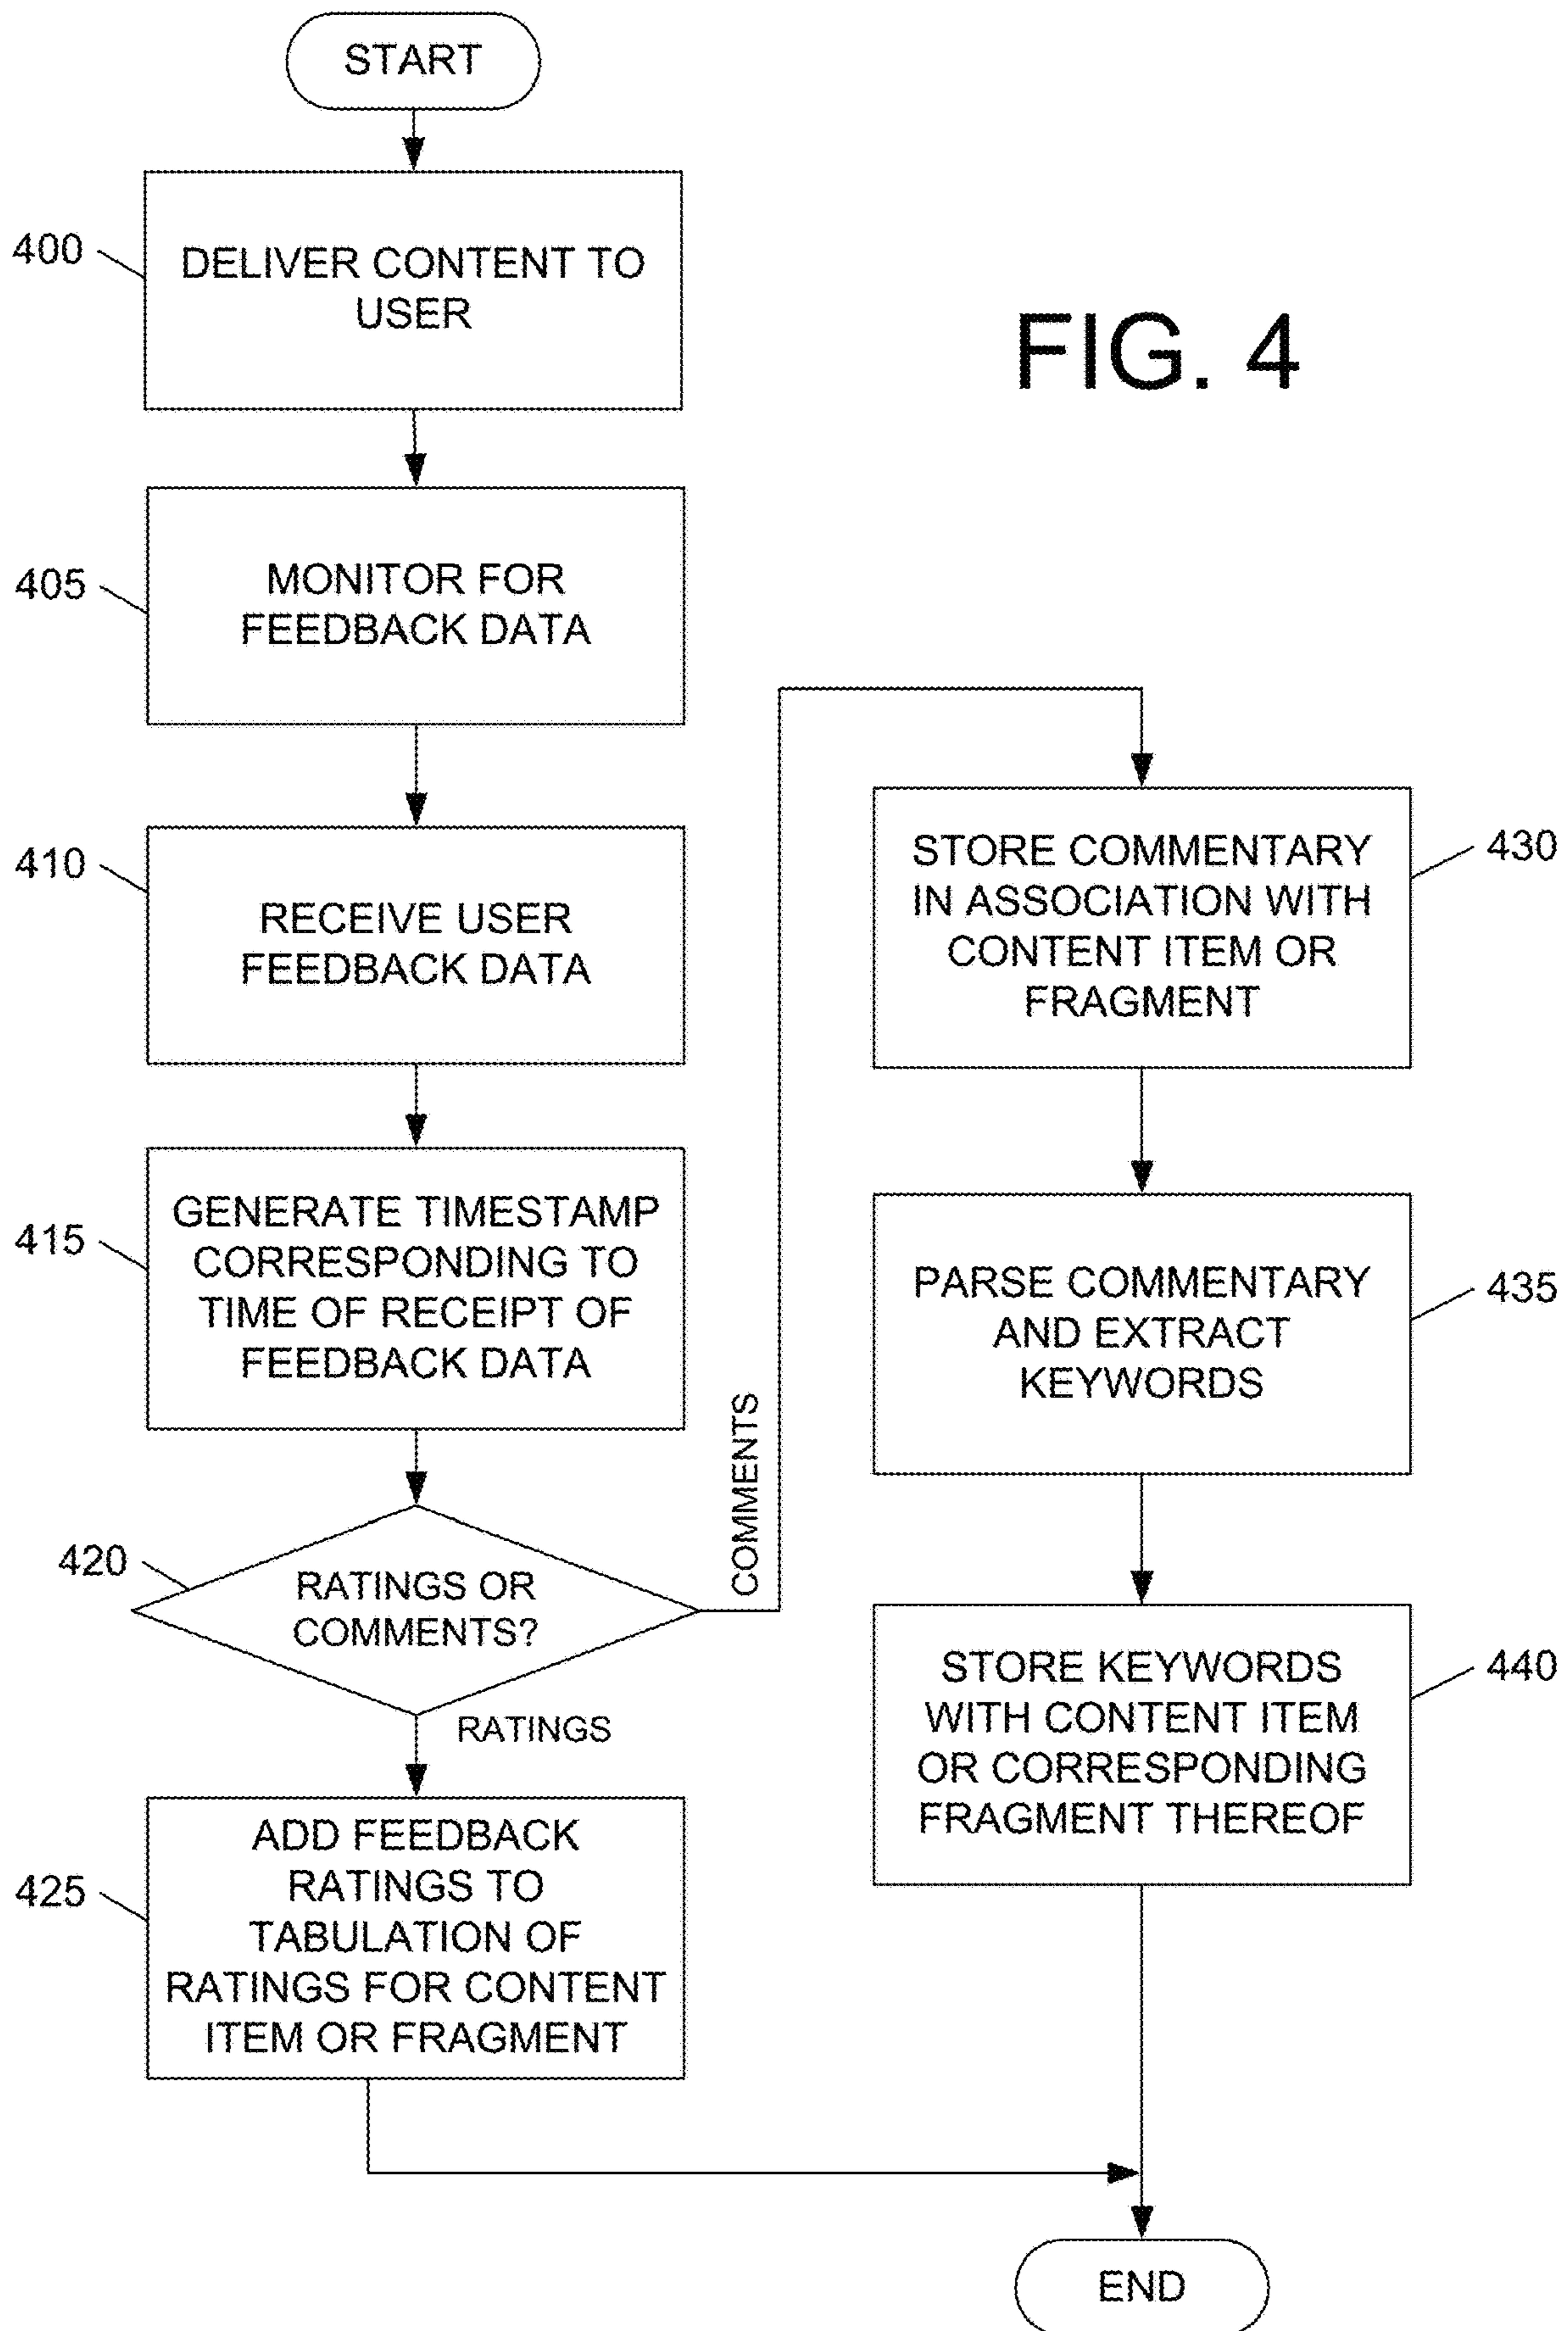 START
400
DELIVER CONTENT TO
USER
FIG. 4
405
MONITOR FOR
FEEDBACK DATA
410
RECEIVE USER
FEEDBACK DATA
415
GENERATE TIMESTAMP
CORRESPONDING TO
TIME OF RECEIPT OF
FEEDBACK DATA
420
RATINGS OR
COMMENTS?
COMMENTS
RATINGS
425
ADD FEEDBACK
RATINGS TO
TABULATION OF
RATINGS FOR CONTENT
ITEM OR FRAGMENT
430
STORE COMMENTARY
IN ASSOCIATION WITH
CONTENT ITEM OR
FRAGMENT
435
PARSE COMMENTARY
AND EXTRACT
KEYWORDS
440
STORE KEYWORDS
WITH CONTENT ITEM
OR CORRESPONDING
FRAGMENT THEREOF
END